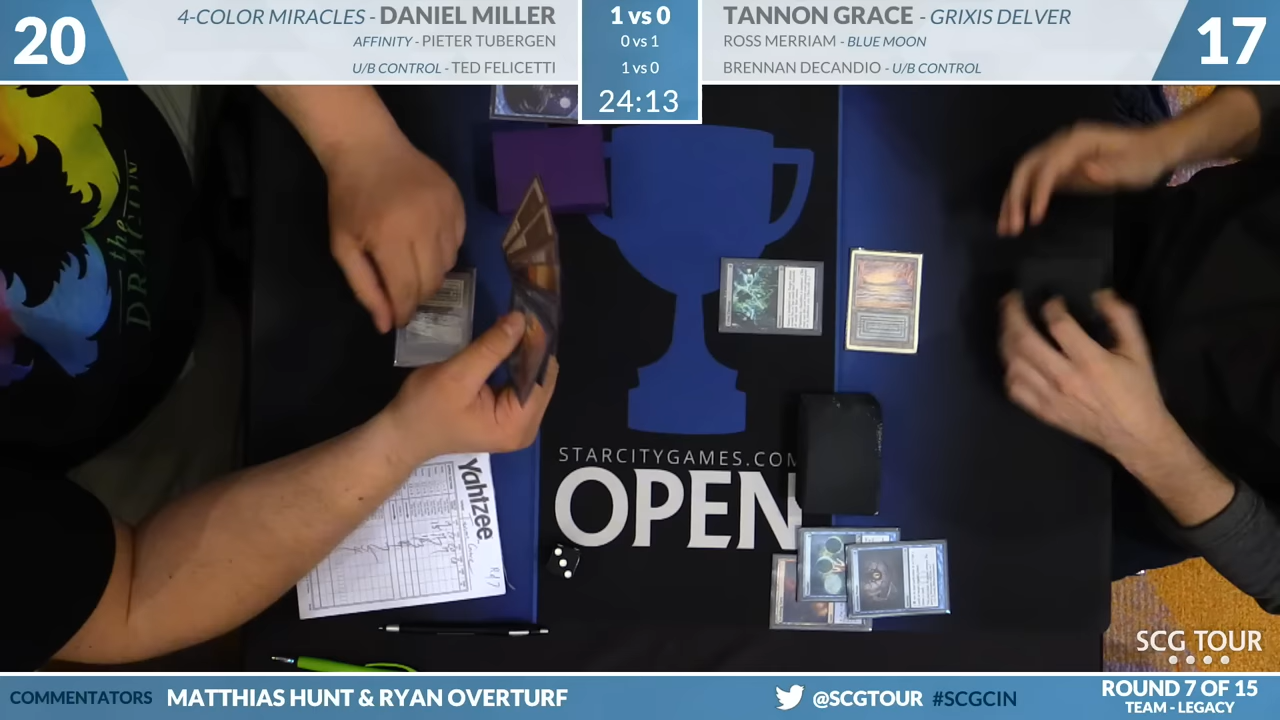 20
4-COLOR MIRACLES - DANIEL MILLER
AFFINITY - PIETER TUBERGEN
U/B CONTROL - TED FELICETTI
1 vs 0
0 vs 1
1 vs 0
24:13
TANNON GRACE - GRIXIS DELVER
ROSS MERRIAM - BLUE MOON
BRENNAN DECANDIO - U/B CONTROL
17
the
DRAGON
STARCITYGAMES.COM
OPEN
Yahtzee
SCG TOUR
COMMENTATORS MATTHIAS HUNT & RYAN OVERTURF
@SCGTOUR #SCGCIN
ROUND 7 OF 15
TEAM - LEGACY